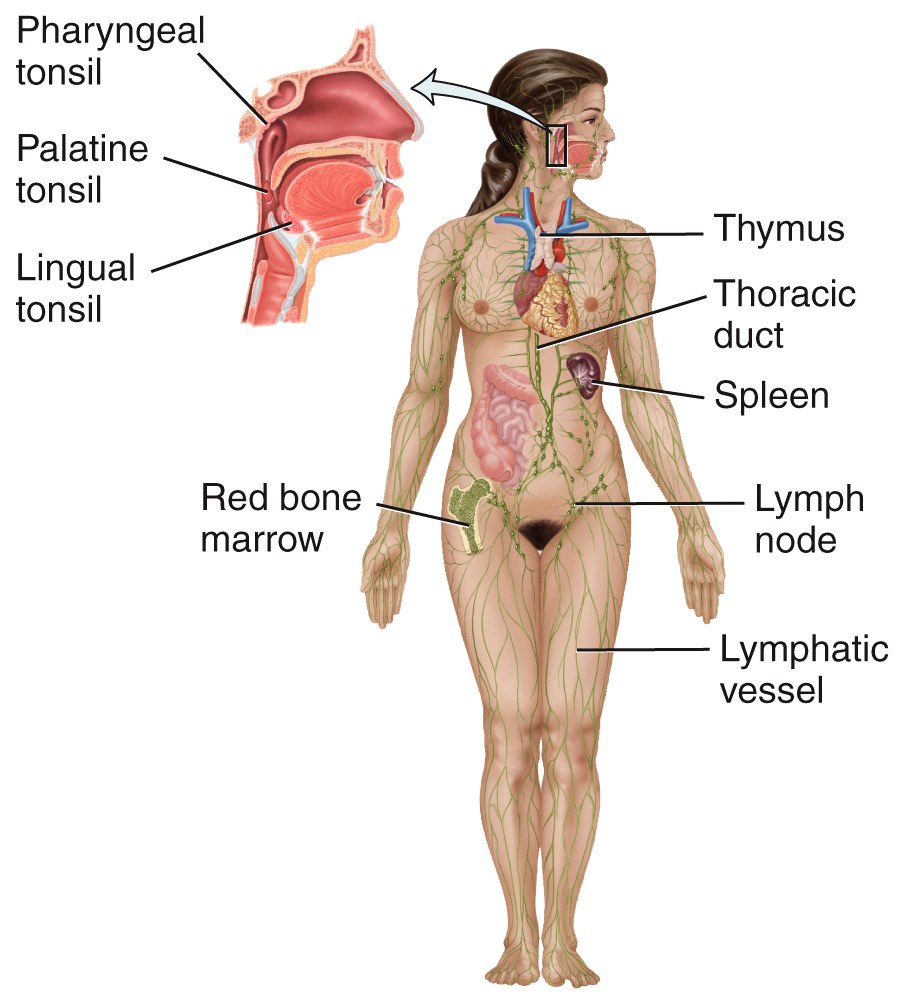 Pharyngeal
tonsil
Palatine
tonsil
Lingual
tonsil
Thymus
Thoracic
duct
Spleen
Red bone
marrow
Lymph
node
Lymphatic
vessel